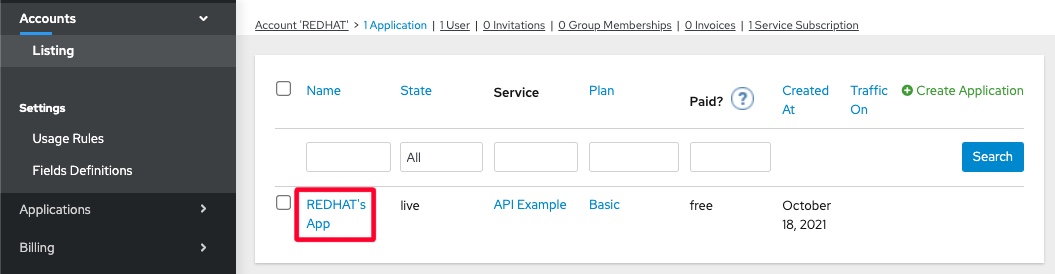 Accounts
Listing
Settings
Usage Rules
Fields Definitions
Applications
Billing
Account 'REDHAT' > 1 Application | 1 User | 0 Invitations | 0 Group Memberships | 0 Invoices | 1 Service Subscription
Name State Service Plan Paid? ? Created At Traffic On Create Application
All Search
REDHAT's App live API Example Basic free October 18, 2021